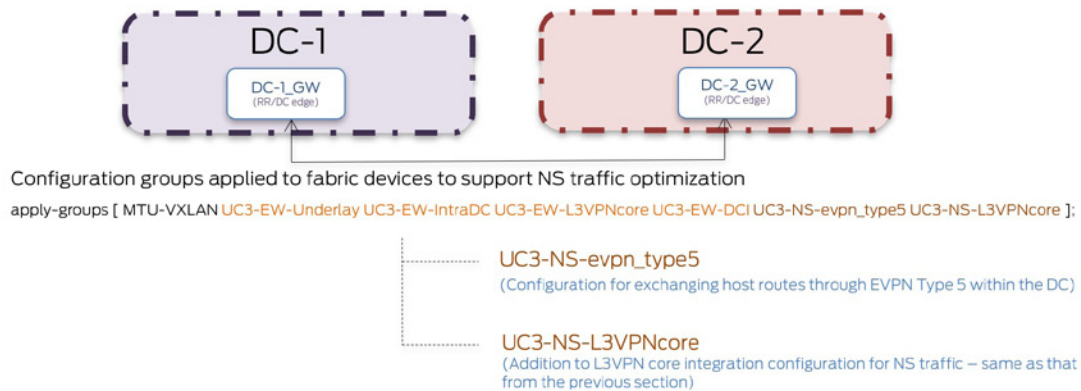 DC-1
DC-2
DC-1_GW
(RR/DC edge)
DC-2_GW
(RR/DC edge)
Configuration groups applied to fabric devices to support NS traffic optimization
apply-groups [ MTU-VXLAN UC3-EW-Underlay UC3-EW-IntraDC UC3-EW-L3VPNcore UC3-EW-DCI UC3-NS-evpn_type5 UC3-NS-L3VPNcore ];
UC3-NS-evpn_type5
(Configuration for exchanging host routes through EVPN Type 5 within the DC)
UC3-NS-L3VPNcore
(Addition to L3VPN core integration configuration for NS traffic – same as that
from the previous section)